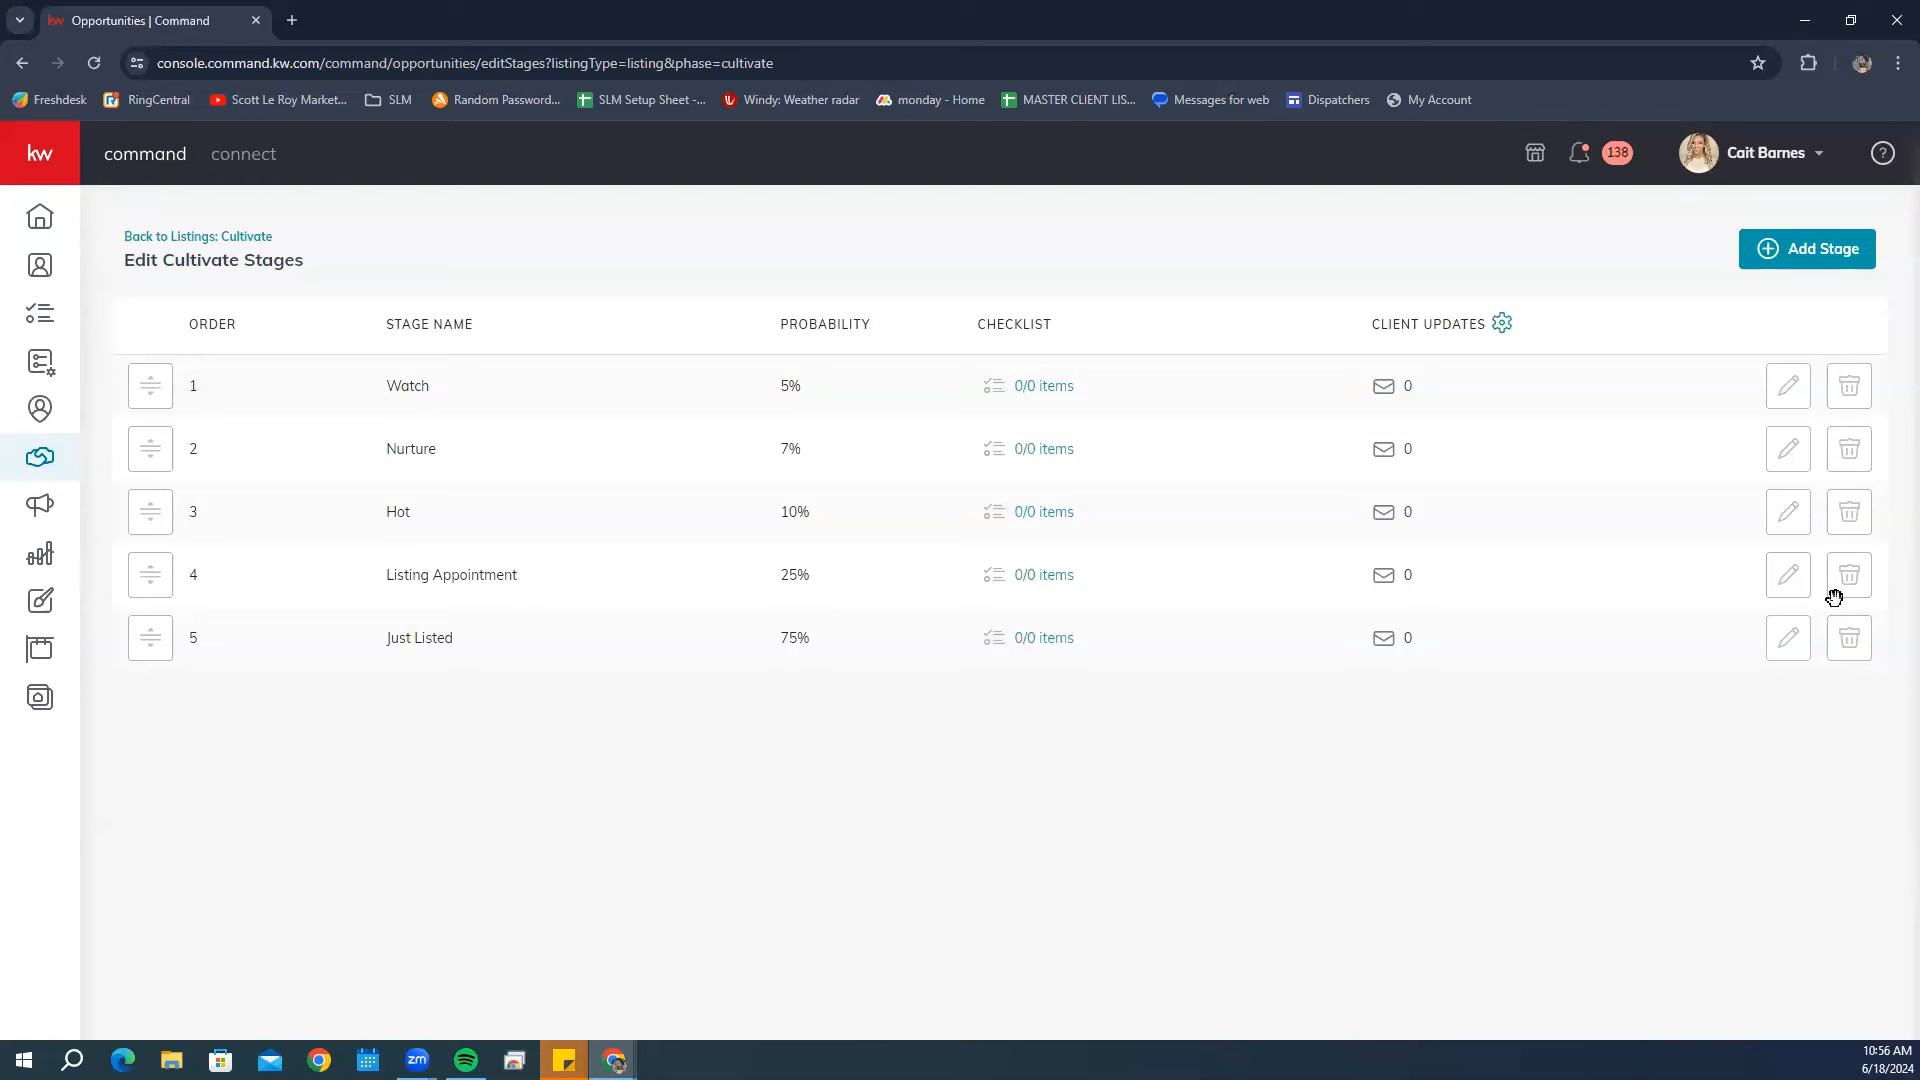 kw Opportunities | Command
console.command.kw.com/command/opportunities/editStages?listingType=listing&phase=cultivate
Freshdesk RingCentral Scott Le Roy Market... SLM Random Password... SLM Setup Sheet -... Windy: Weather radar monday - Home MASTER CLIENT LIS... Messages for web Dispatchers My Account
kw command connect 138 Cait Barnes ?
Back to Listings: Cultivate
Edit Cultivate Stages
Add Stage
ORDER STAGE NAME PROBABILITY CHECKLIST CLIENT UPDATES
1 Watch 5% 0/0 items 0
2 Nurture 7% 0/0 items 0
3 Hot 10% 0/0 items 0
4 Listing Appointment 25% 0/0 items 0
5 Just Listed 75% 0/0 items 0
zm
10:56 AM
6/18/2024